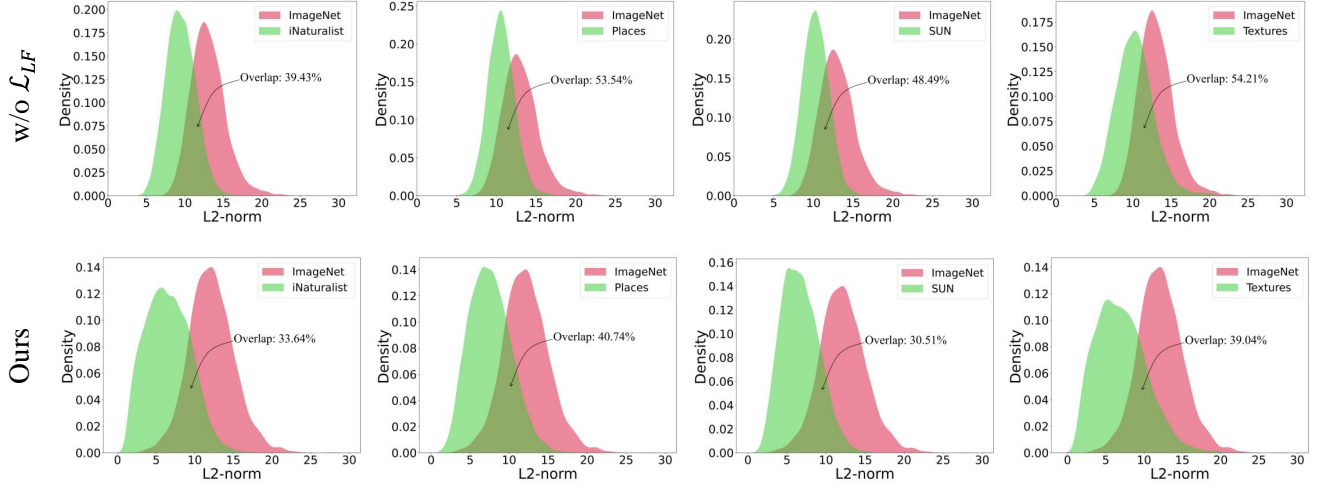 w/o ℒLF
Density
0.200
0.175
0.150
0.125
0.100
0.075
0.050
0.025
0.000
ImageNet
iNaturalist
Overlap: 39.43%
0 5 10 15 20 25 30
L2-norm
Density
0.25
0.20
0.15
0.10
0.05
0.00
ImageNet
Places
Overlap: 53.54%
0 5 10 15 20 25 30
L2-norm
Density
0.20
0.15
0.10
0.05
0.00
ImageNet
SUN
Overlap: 48.49%
0 5 10 15 20 25 30
L2-norm
Density
0.175
0.150
0.125
0.100
0.075
0.050
0.025
0.000
ImageNet
Textures
Overlap: 54.21%
0 5 10 15 20 25 30
L2-norm
Ours
Density
0.14
0.12
0.10
0.08
0.06
0.04
0.02
0.00
ImageNet
iNaturalist
Overlap: 33.64%
0 5 10 15 20 25 30
L2-norm
Density
0.14
0.12
0.10
0.08
0.06
0.04
0.02
0.00
ImageNet
Places
Overlap: 40.74%
0 5 10 15 20 25 30
L2-norm
Density
0.16
0.14
0.12
0.10
0.08
0.06
0.04
0.02
0.00
ImageNet
SUN
Overlap: 30.51%
0 5 10 15 20 25 30
L2-norm
Density
0.14
0.12
0.10
0.08
0.06
0.04
0.02
0.00
ImageNet
Textures
Overlap: 39.04%
0 5 10 15 20 25 30
L2-norm